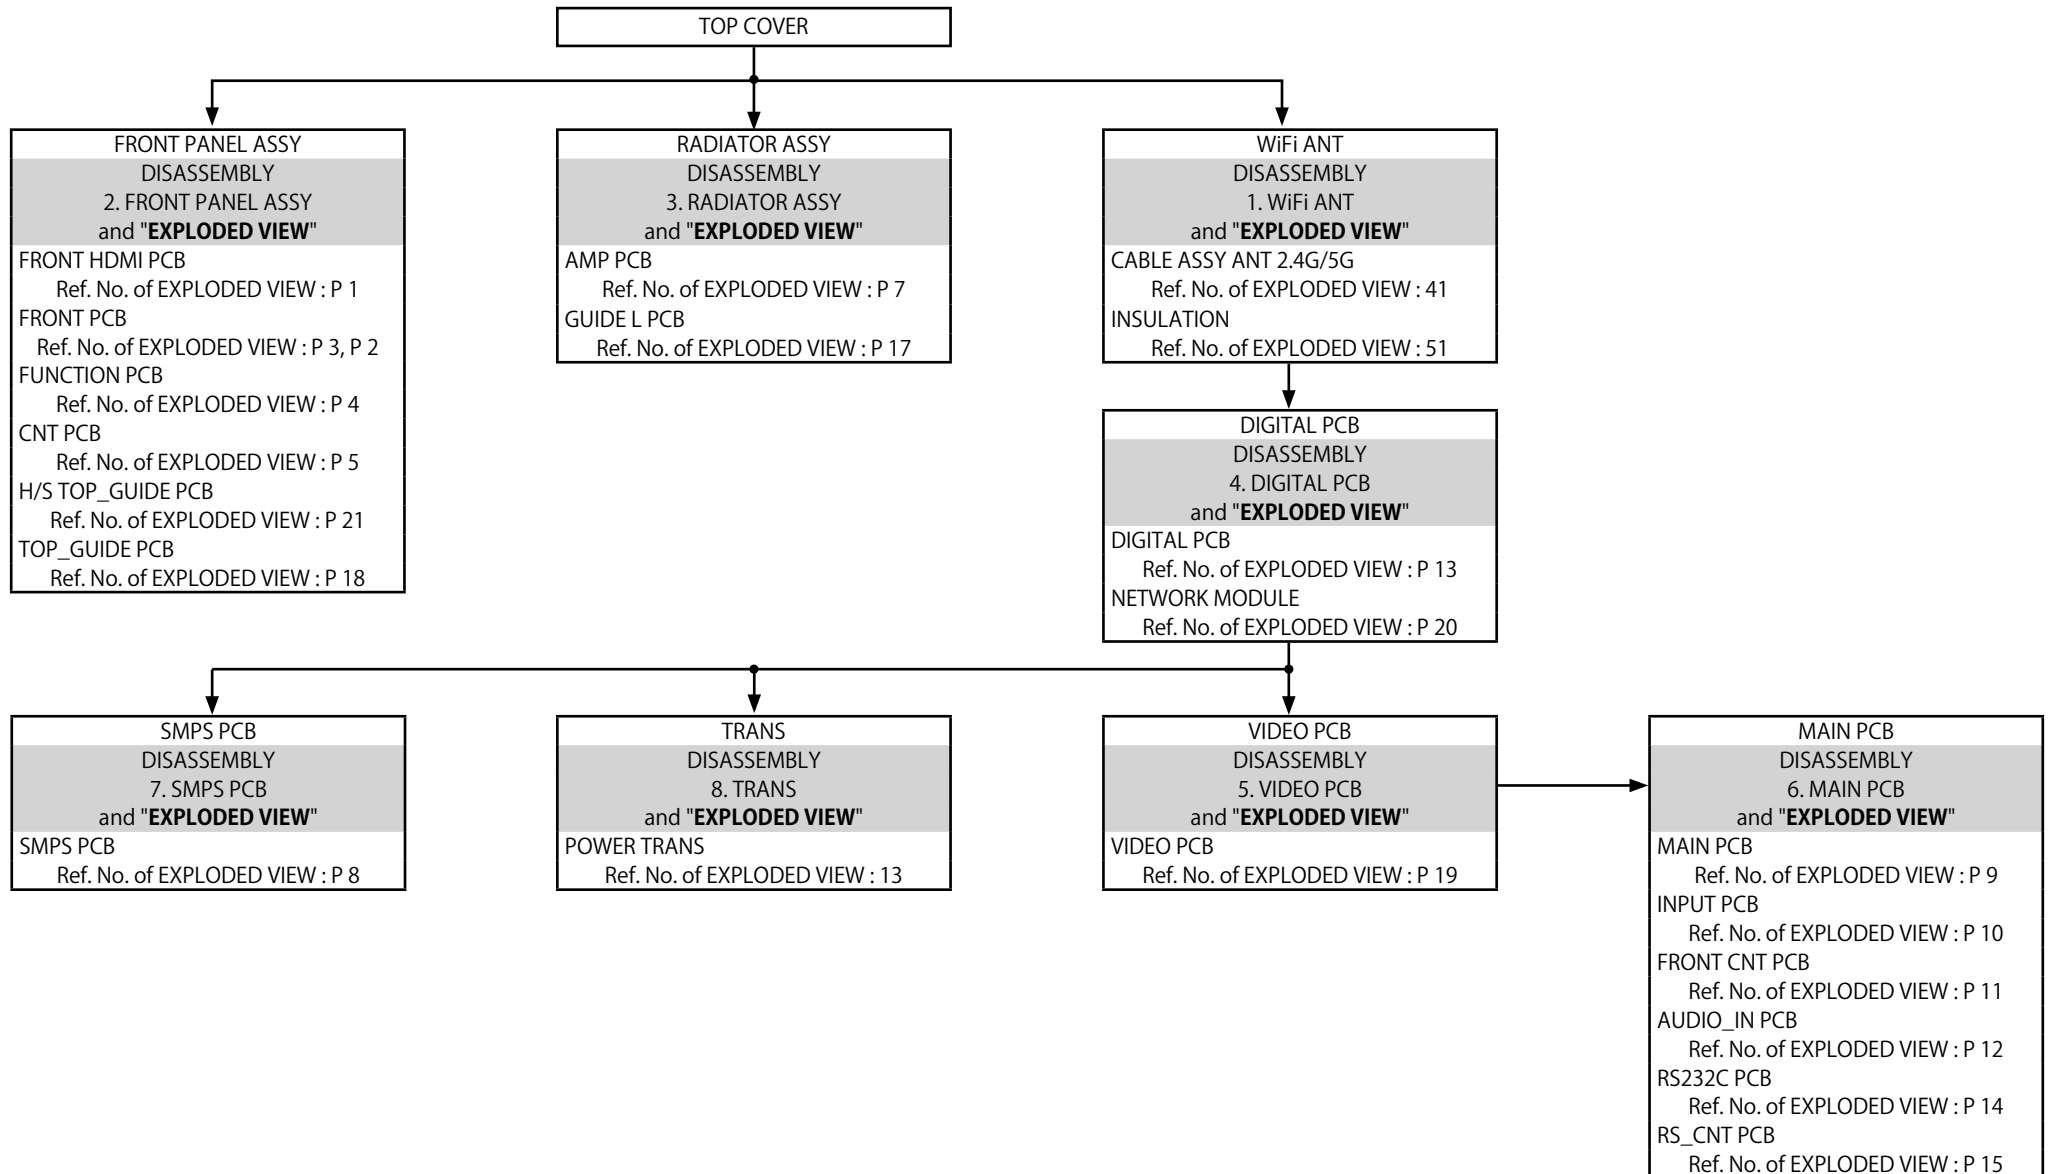 TOP COVER
FRONT PANEL ASSY
DISASSEMBLY
2. FRONT PANEL ASSY
and "EXPLODED VIEW"
FRONT HDMI PCB
Ref. No. of EXPLODED VIEW : P 1
FRONT PCB
Ref. No. of EXPLODED VIEW : P 3, P 2
FUNCTION PCB
Ref. No. of EXPLODED VIEW : P 4
CNT PCB
Ref. No. of EXPLODED VIEW : P 5
H/S TOP_GUIDE PCB
Ref. No. of EXPLODED VIEW : P 21
TOP_GUIDE PCB
Ref. No. of EXPLODED VIEW : P 18
RADIATOR ASSY
DISASSEMBLY
3. RADIATOR ASSY
and "EXPLODED VIEW"
AMP PCB
Ref. No. of EXPLODED VIEW : P 7
GUIDE L PCB
Ref. No. of EXPLODED VIEW : P 17
WiFi ANT
DISASSEMBLY
1. WiFi ANT
and "EXPLODED VIEW"
CABLE ASSY ANT 2.4G/5G
Ref. No. of EXPLODED VIEW : 41
INSULATION
Ref. No. of EXPLODED VIEW : 51
DIGITAL PCB
DISASSEMBLY
4. DIGITAL PCB
and "EXPLODED VIEW"
DIGITAL PCB
Ref. No. of EXPLODED VIEW : P 13
NETWORK MODULE
Ref. No. of EXPLODED VIEW : P 20
SMPS PCB
DISASSEMBLY
7. SMPS PCB
and "EXPLODED VIEW"
SMPS PCB
Ref. No. of EXPLODED VIEW : P 8
TRANS
DISASSEMBLY
8. TRANS
and "EXPLODED VIEW"
POWER TRANS
Ref. No. of EXPLODED VIEW : 13
VIDEO PCB
DISASSEMBLY
5. VIDEO PCB
and "EXPLODED VIEW"
VIDEO PCB
Ref. No. of EXPLODED VIEW : P 19
MAIN PCB
DISASSEMBLY
6. MAIN PCB
and "EXPLODED VIEW"
MAIN PCB
Ref. No. of EXPLODED VIEW : P 9
INPUT PCB
Ref. No. of EXPLODED VIEW : P 10
FRONT CNT PCB
Ref. No. of EXPLODED VIEW : P 11
AUDIO_IN PCB
Ref. No. of EXPLODED VIEW : P 12
RS232C PCB
Ref. No. of EXPLODED VIEW : P 14
RS_CNT PCB
Ref. No. of EXPLODED VIEW : P 15